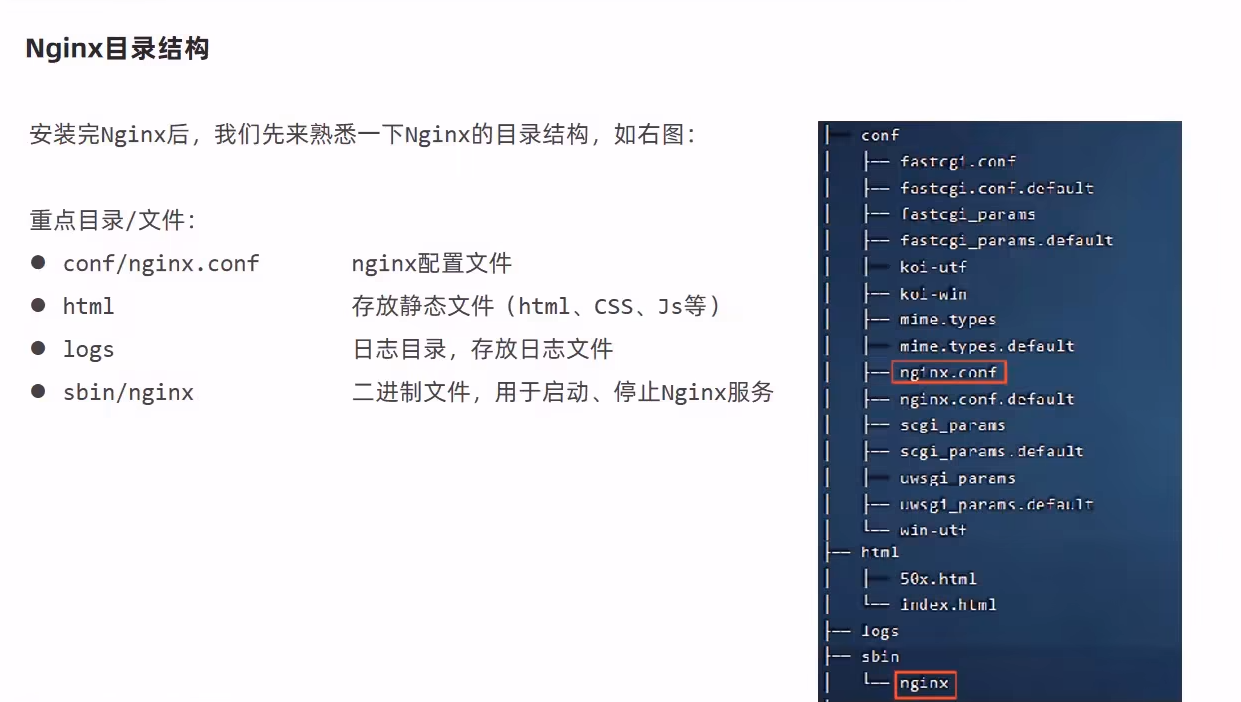 Nginx目录结构
安装完Nginx后，我们先来熟悉一下Nginx的目录结构，如右图：
重点目录/文件：
● conf/nginx.conf nginx配置文件
● html 存放静态文件（html、CSS、Js等）
● logs 日志目录，存放日志文件
● sbin/nginx 二进制文件，用于启动、停止Nginx服务
├── conf
│   ├── fastcgi.conf
│   ├── fastcgi.conf.default
│   ├── fastcgi_params
│   ├── fastcgi_params.default
│   ├── koi-utf
│   ├── koi-win
│   ├── mime.types
│   ├── mime.types.default
│   ├── nginx.conf
│   ├── nginx.conf.default
│   ├── scgi_params
│   ├── scgi_params.default
│   ├── uwsgi_params
│   ├── uwsgi_params.default
│   └── win-utf
├── html
│   ├── 50x.html
│   └── index.html
├── logs
├── sbin
│   └── nginx